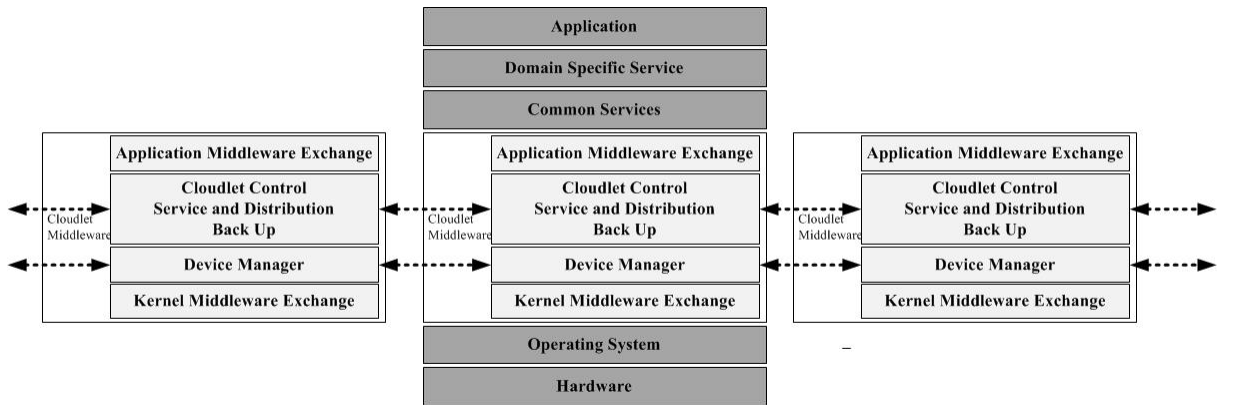 Application
Domain Specific Service
Common Services
Cloudlet
Middleware
Application Middleware Exchange
Cloudlet Control
Service and Distribution
Back Up
Device Manager
Kernel Middleware Exchange
Cloudlet
Middleware
Application Middleware Exchange
Cloudlet Control
Service and Distribution
Back Up
Device Manager
Kernel Middleware Exchange
Cloudlet
Middleware
Application Middleware Exchange
Cloudlet Control
Service and Distribution
Back Up
Device Manager
Kernel Middleware Exchange
Operating System
Hardware